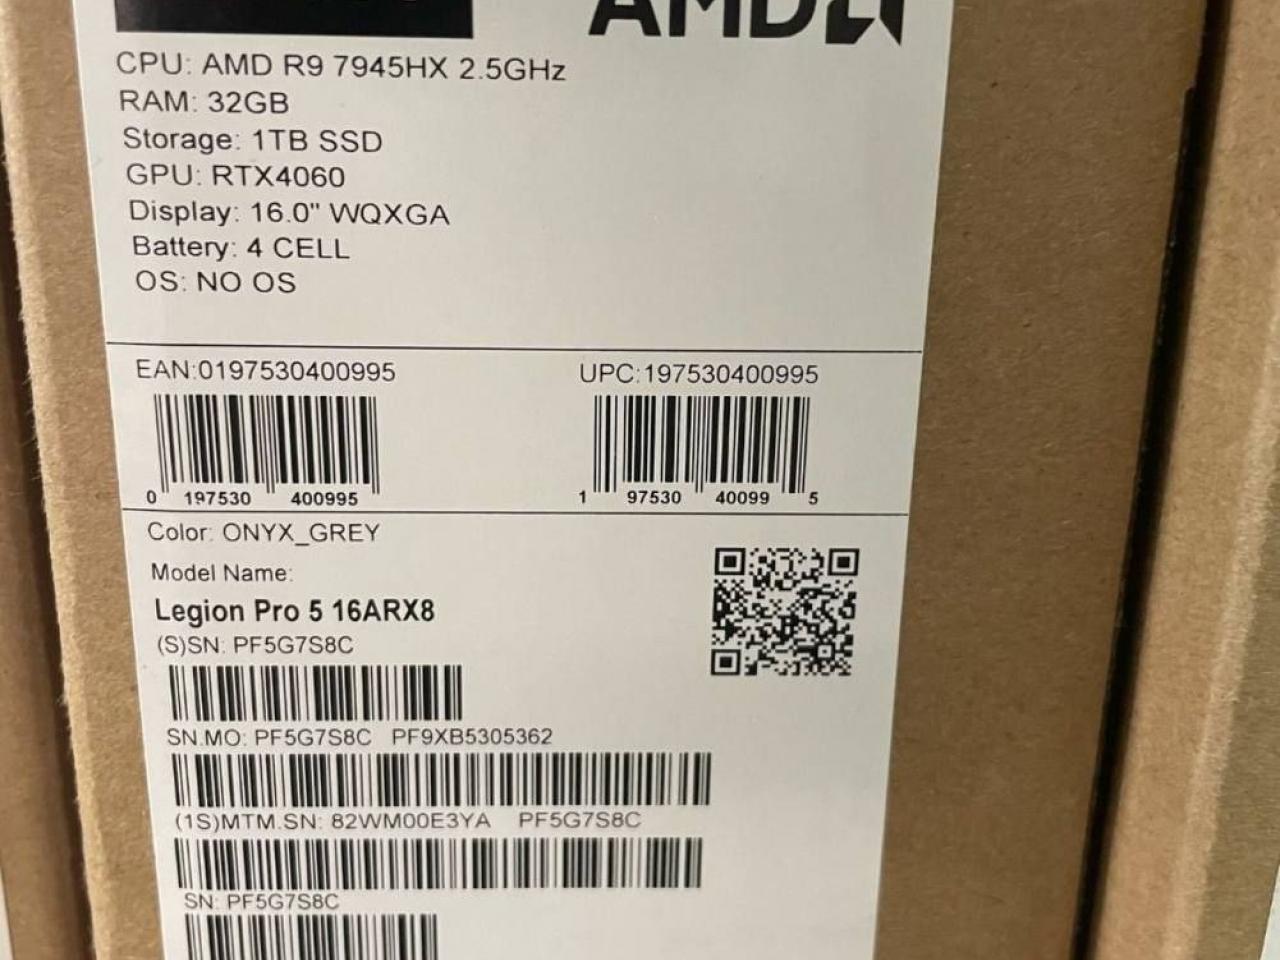 AMD
CPU: AMD R9 7945HX 2.5GHz
RAM: 32GB
Storage: 1TB SSD
GPU: RTX4060
Display: 16.0" WQXGA
Battery: 4 CELL
OS: NO OS
EAN:0197530400995 UPC:197530400995
0 197530 400995 1 97530 40099 5
Color: ONYX_GREY
Model Name:
Legion Pro 5 16ARX8
(S)SN: PF5G7S8C
SN.MO: PF5G7S8C PF9XB5305362
(1S)MTM.SN: 82WM00E3YA PF5G7S8C
SN: PF5G7S8C